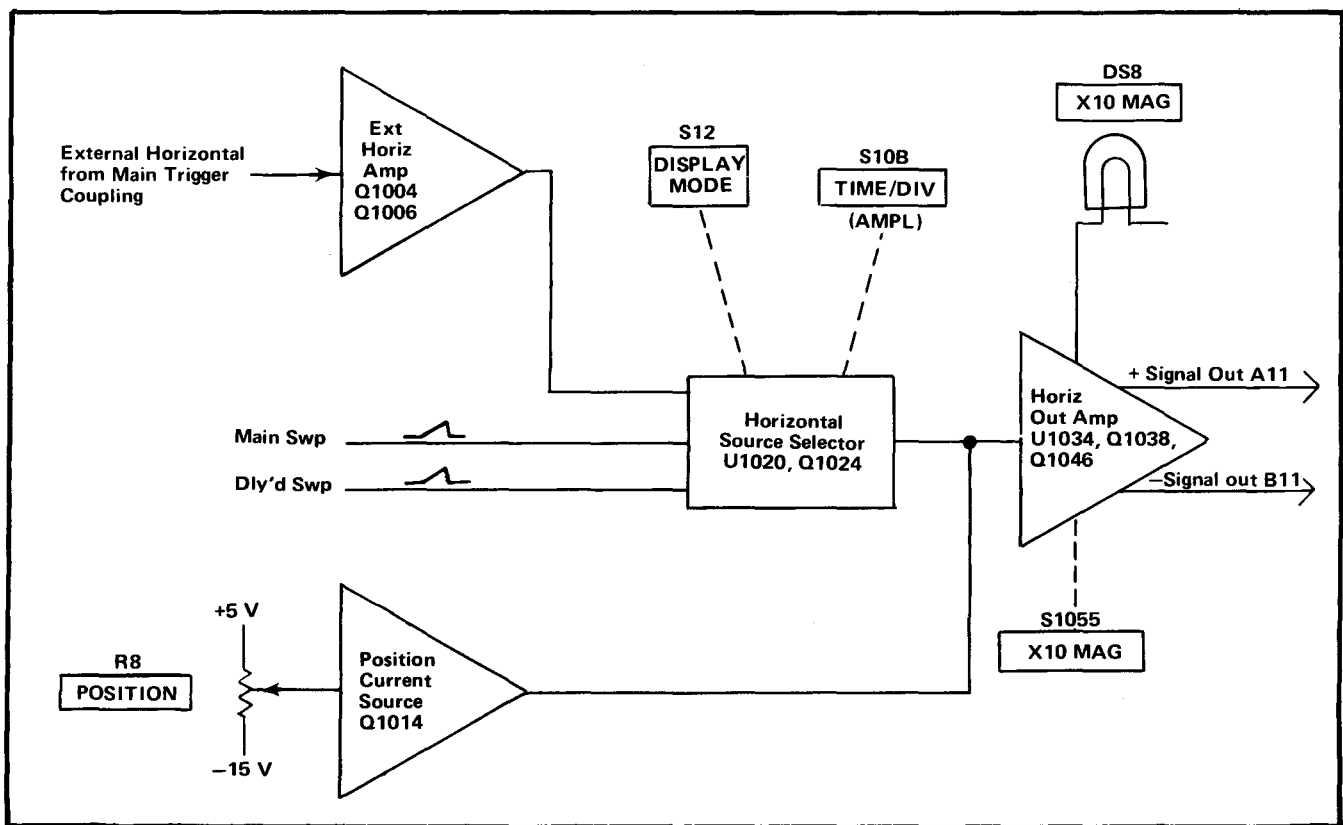 External Horizontal
from Main Trigger
Coupling
Ext
Horiz
Amp
Q1004
Q1006
S12
DISPLAY
MODE
S10B
TIME/DIV
(AMPL)
DS8
X10 MAG
Main Swp
Dly'd Swp
Horizontal
Source Selector
U1020, Q1024
Horiz
Out Amp
U1034, Q1038,
Q1046
+ Signal Out A11
−Signal out B11
S1055
X10 MAG
R8
POSITION
+5 V
−15 V
Position
Current
Source
Q1014